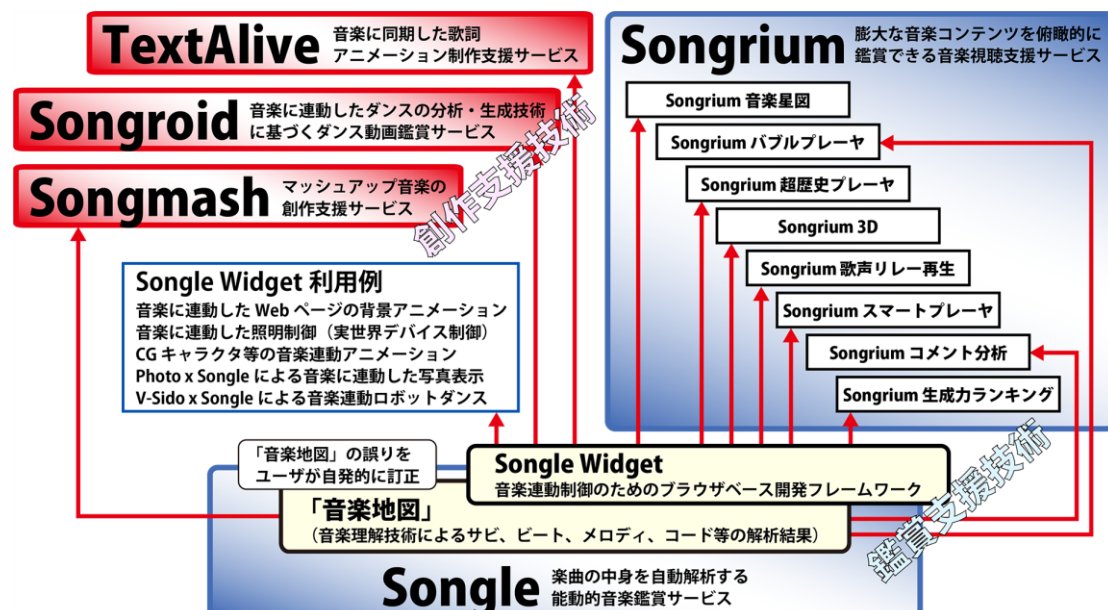 TextAlive 音楽に同期した歌詞
アニメーション制作支援サービス
Songroid 音楽に連動したダンスの分析・生成技術
に基づくダンス動画鑑賞サービス
Songmash マッシュアップ音楽の
創作支援サービス
創作支援技術
Songrium 膨大な音楽コンテンツを俯瞰的に
鑑賞できる音楽視聴支援サービス
Songrium 音楽星図
Songrium バブルプレーヤ
Songrium 超歴史プレーヤ
Songrium 3D
Songrium 歌声リレー再生
Songrium スマートプレーヤ
Songrium コメント分析
Songrium 生成力ランキング
Songle Widget 利用例
音楽に連動した Web ページの背景アニメーション
音楽に連動した照明制御（実世界デバイス制御）
CG キャラクタ等の音楽連動アニメーション
Photo x Songle による音楽に連動した写真表示
V-Sido x Songle による音楽連動ロボットダンス
「音楽地図」の誤りを
ユーザが自発的に訂正
Songle Widget
音楽連動制御のためのブラウザベース開発フレームワーク
「音楽地図」
（音楽理解技術によるサビ、ビート、メロディ、コード等の解析結果）
鑑賞支援技術
Songle 楽曲の中身を自動解析する
能動的音楽鑑賞サービス